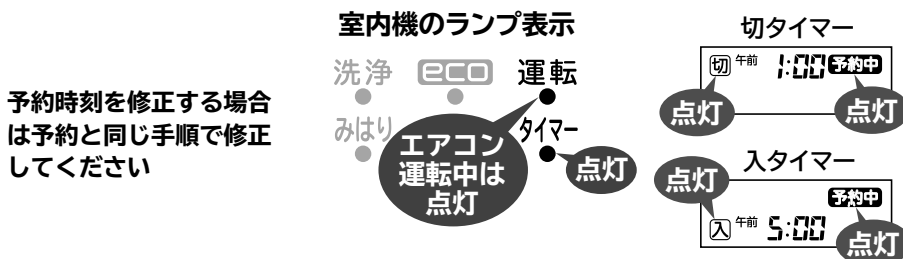 予約時刻を修正する場合
は予約と同じ手順で修正
してください
室内機のランプ表示
洗浄 eco 運転
みはり タイマー
エアコン
運転中は
点灯
点灯
切タイマー
切 午前 1:00 予約中
点灯 点灯
入タイマー
点灯
予約中
入 午前 5:00
点灯